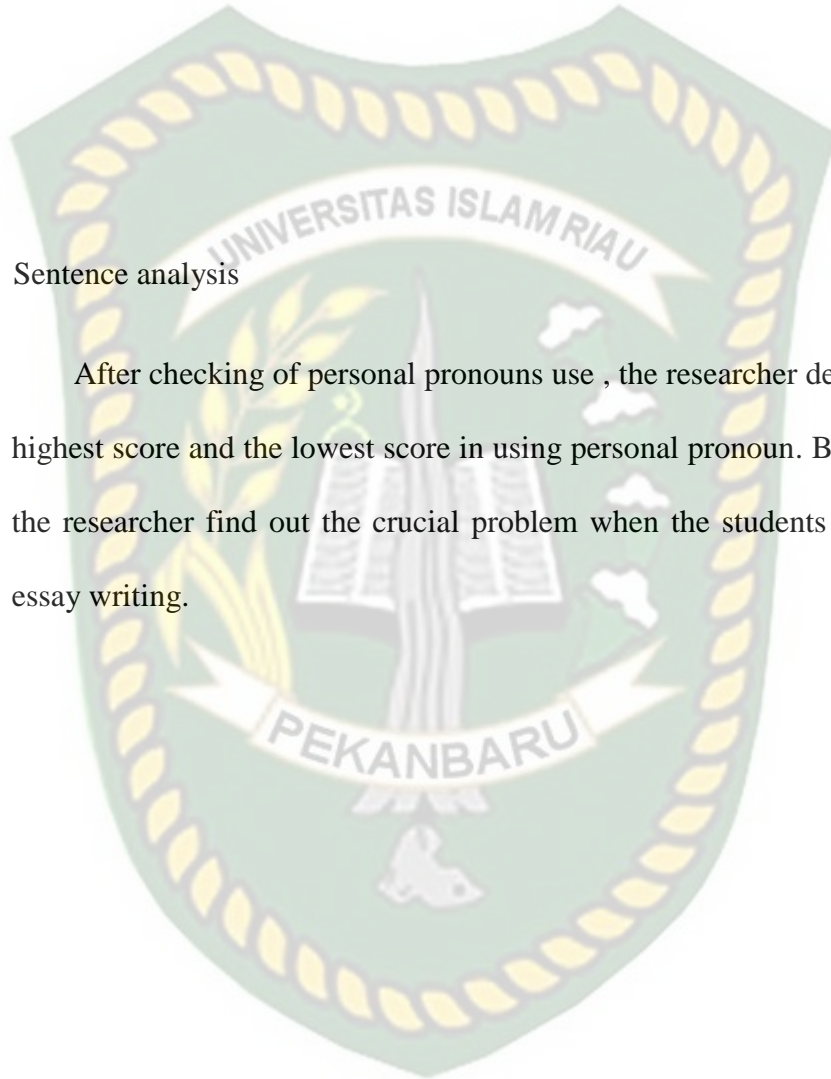 UNIVERSITAS ISLAM RIAU
Sentence analysis
After checking of personal pronouns use , the researcher
highest score and the lowest score in using personal pronoun.
the researcher find out the crucial problem when the students
essay writing.
PEKANBARU